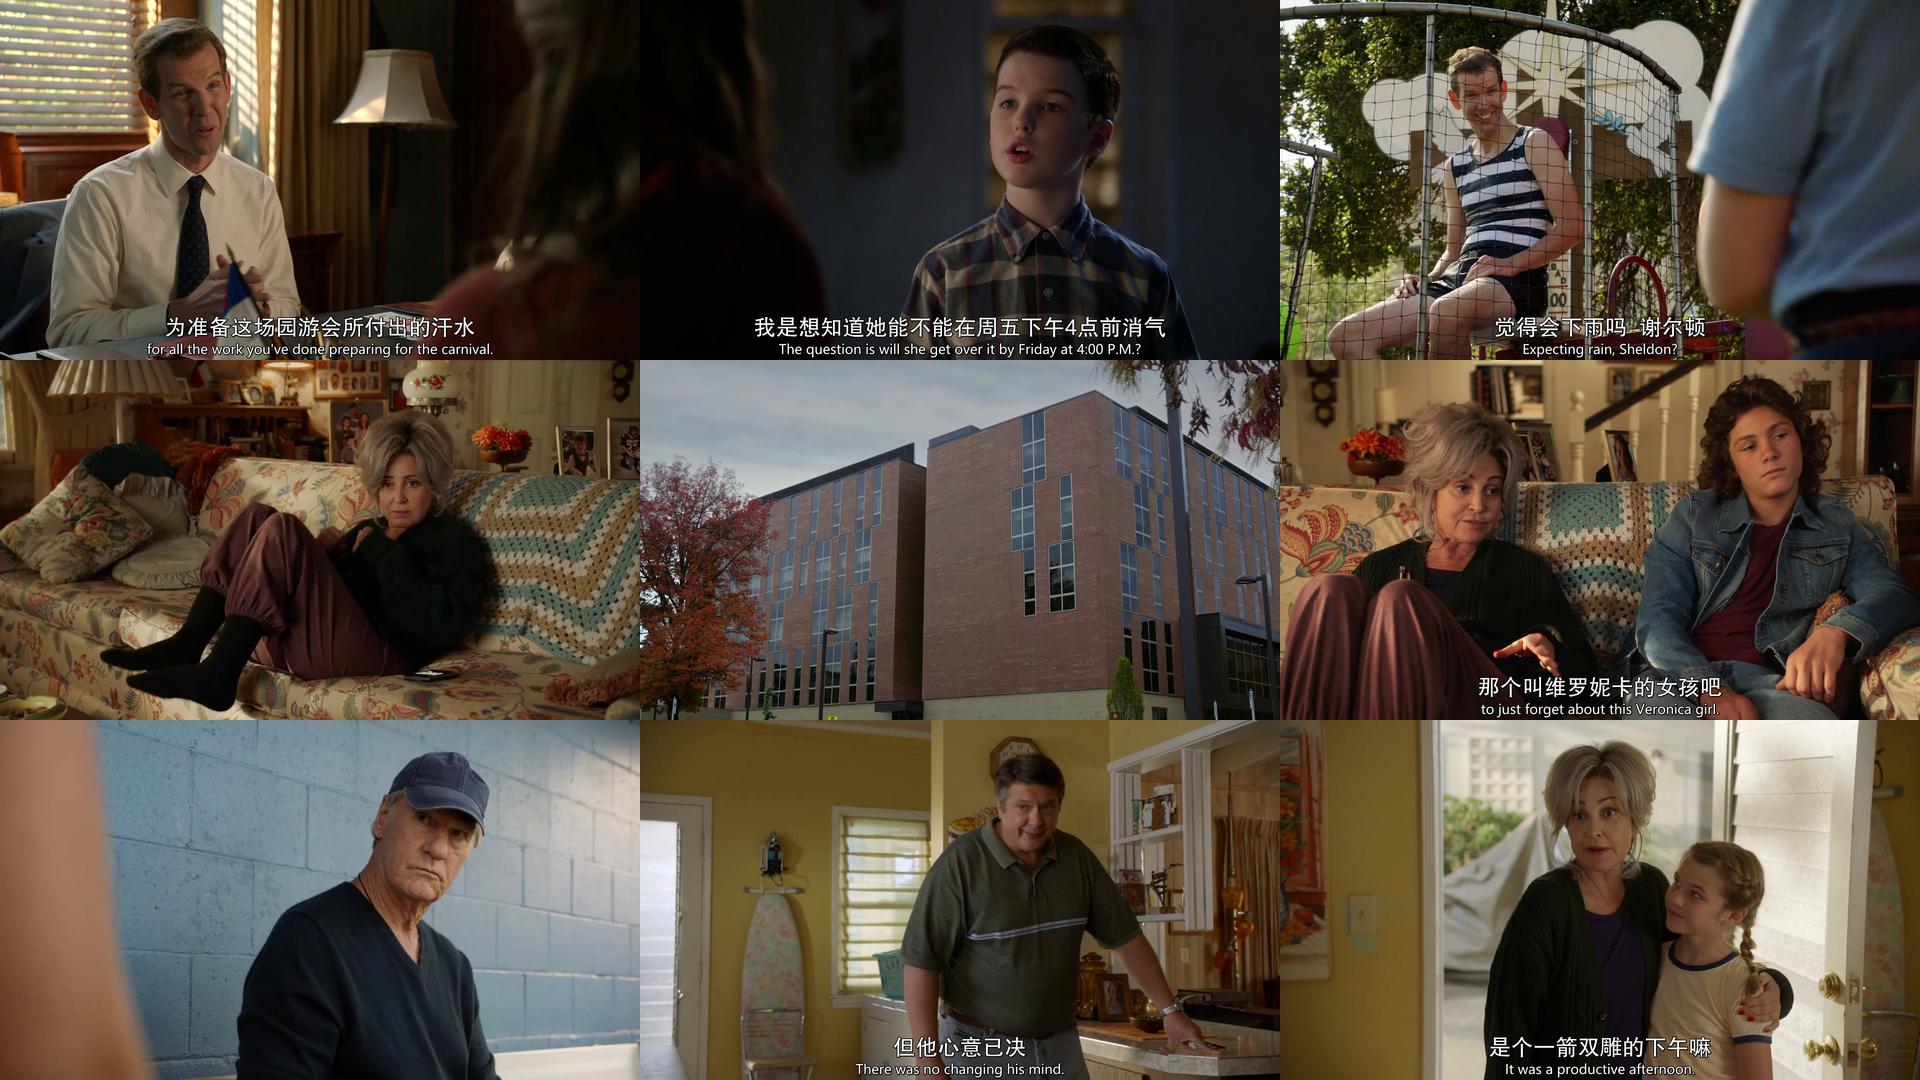 为准备这场园游会所付出的汗水
for all the work you've done preparing for the carnival.
我是想知道她能不能在周五下午4点前消气
The question is will she get over it by Friday at 4:00 P.M.?
觉得会下雨吗 谢尔顿
Expecting rain, Sheldon?
那个叫维罗妮卡的女孩吧
to just forget about this Veronica girl.
但他心意已决
There was no changing his mind.
是个一箭双雕的下午嘛
It was a productive afternoon.